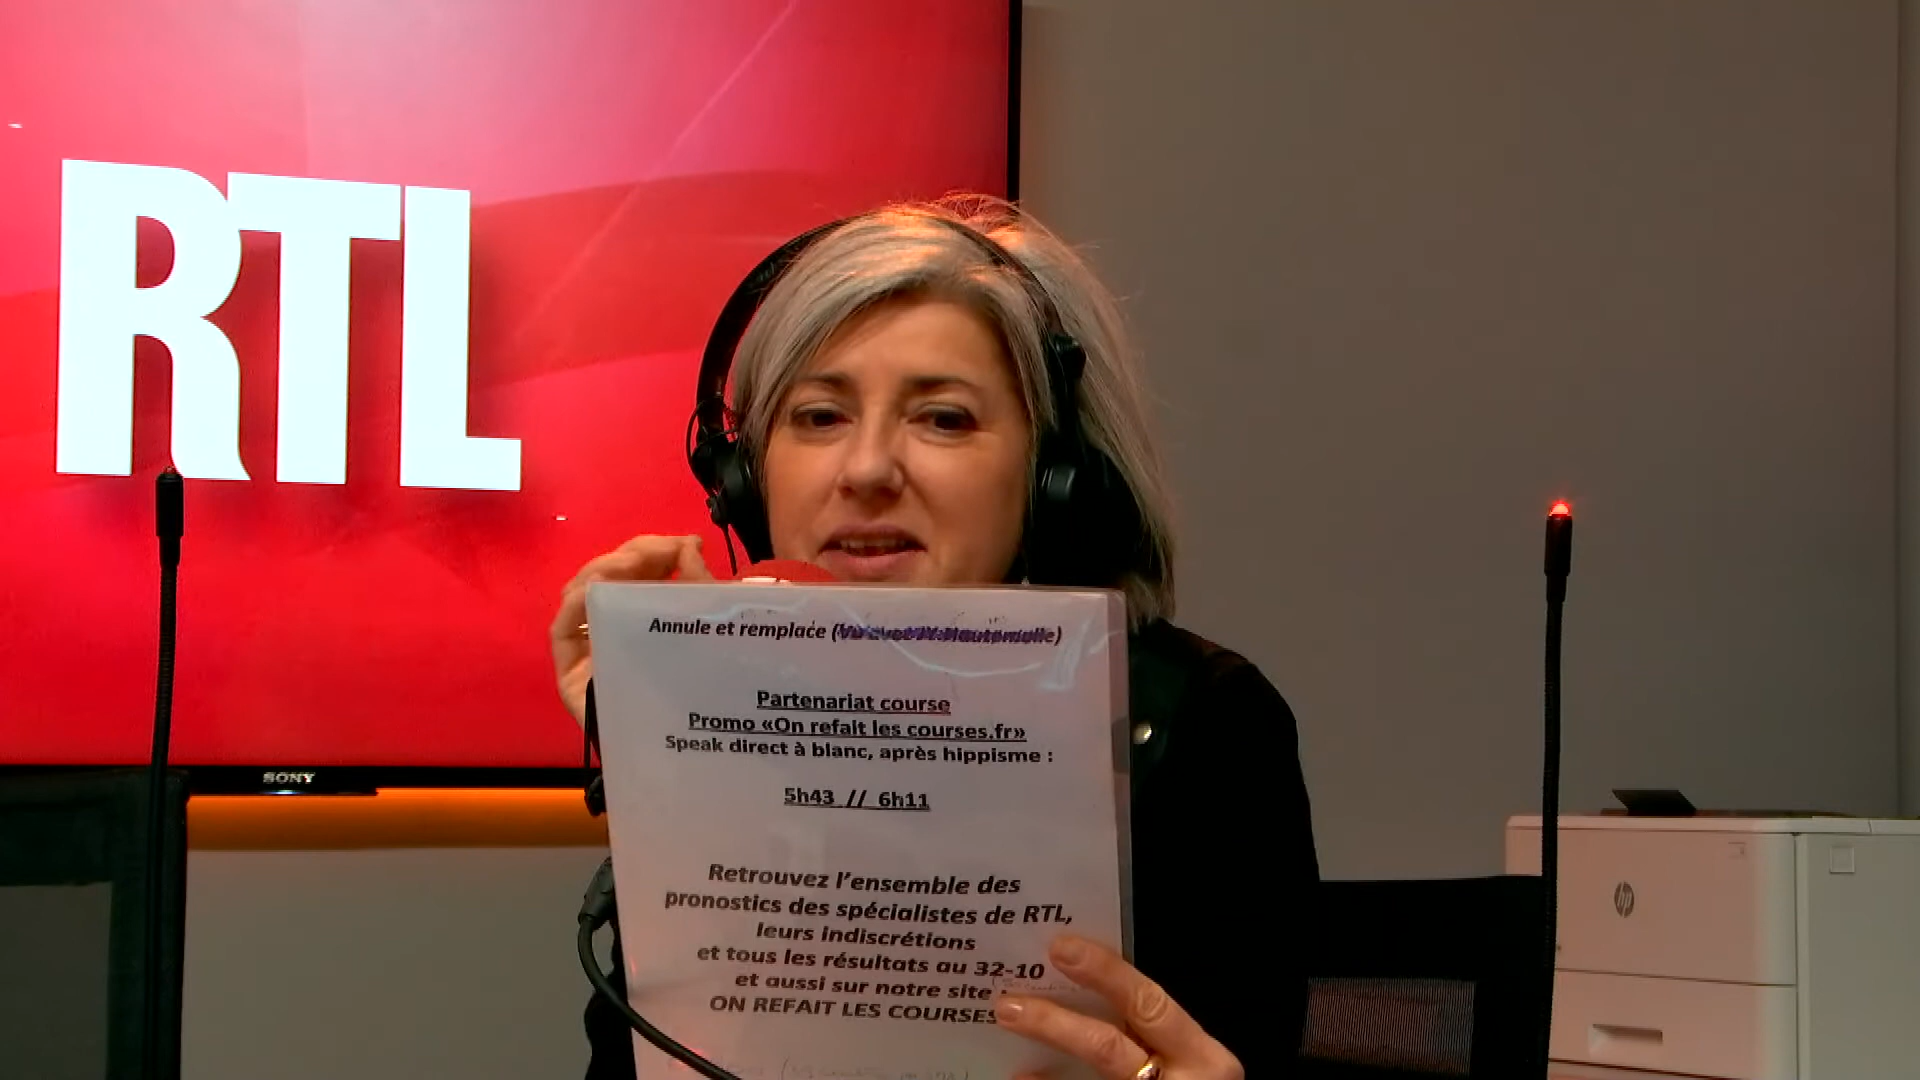 RTL
SONY
Annule et remplace
Partenariat course
Promo «On refait les courses.fr»
Speak direct à blanc, après hippisme :
5h43 // 6h11
Retrouvez l’ensemble des
pronostics des spécialistes de RTL,
leurs indiscrétions
et tous les résultats au 32-10
et aussi sur notre site :
ON REFAIT LES COURSES
hp